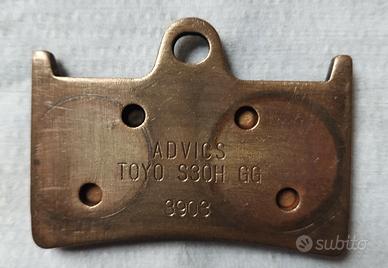 ADVICS
TOYO S30H GG
3903
subito